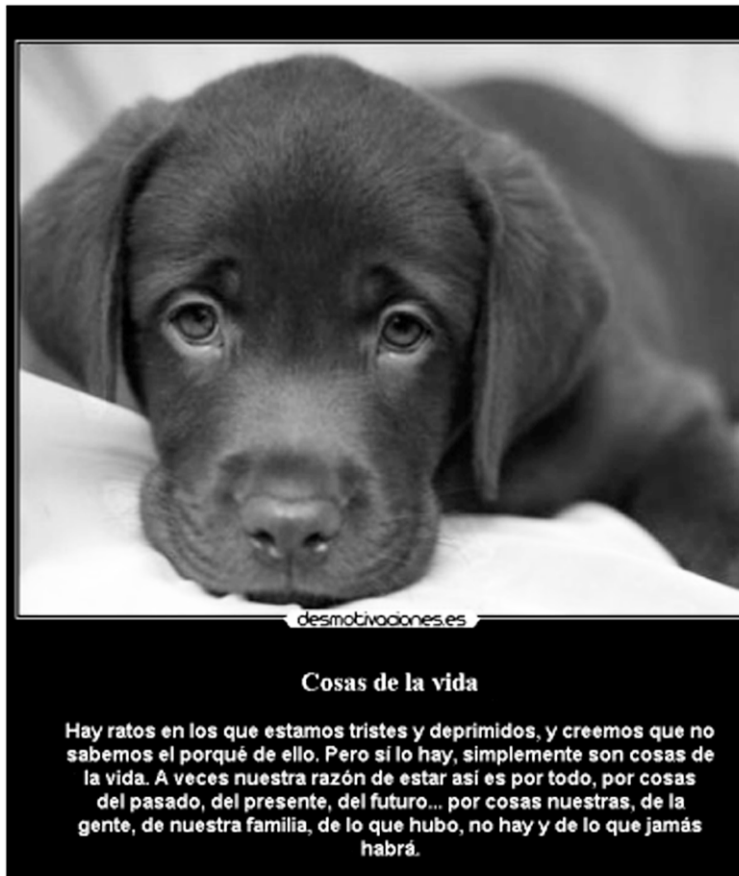 desmotivaciones.es
Cosas de la vida
Hay ratos en los que estamos tristes y deprimidos, y creemos que no
sabemos el porqué de ello. Pero sí lo hay, simplemente son cosas de
la vida. A veces nuestra razón de estar así es por todo, por cosas
del pasado, del presente, del futuro... por cosas nuestras, de la
gente, de nuestra familia, de lo que hubo, no hay y de lo que jamás
habrá.